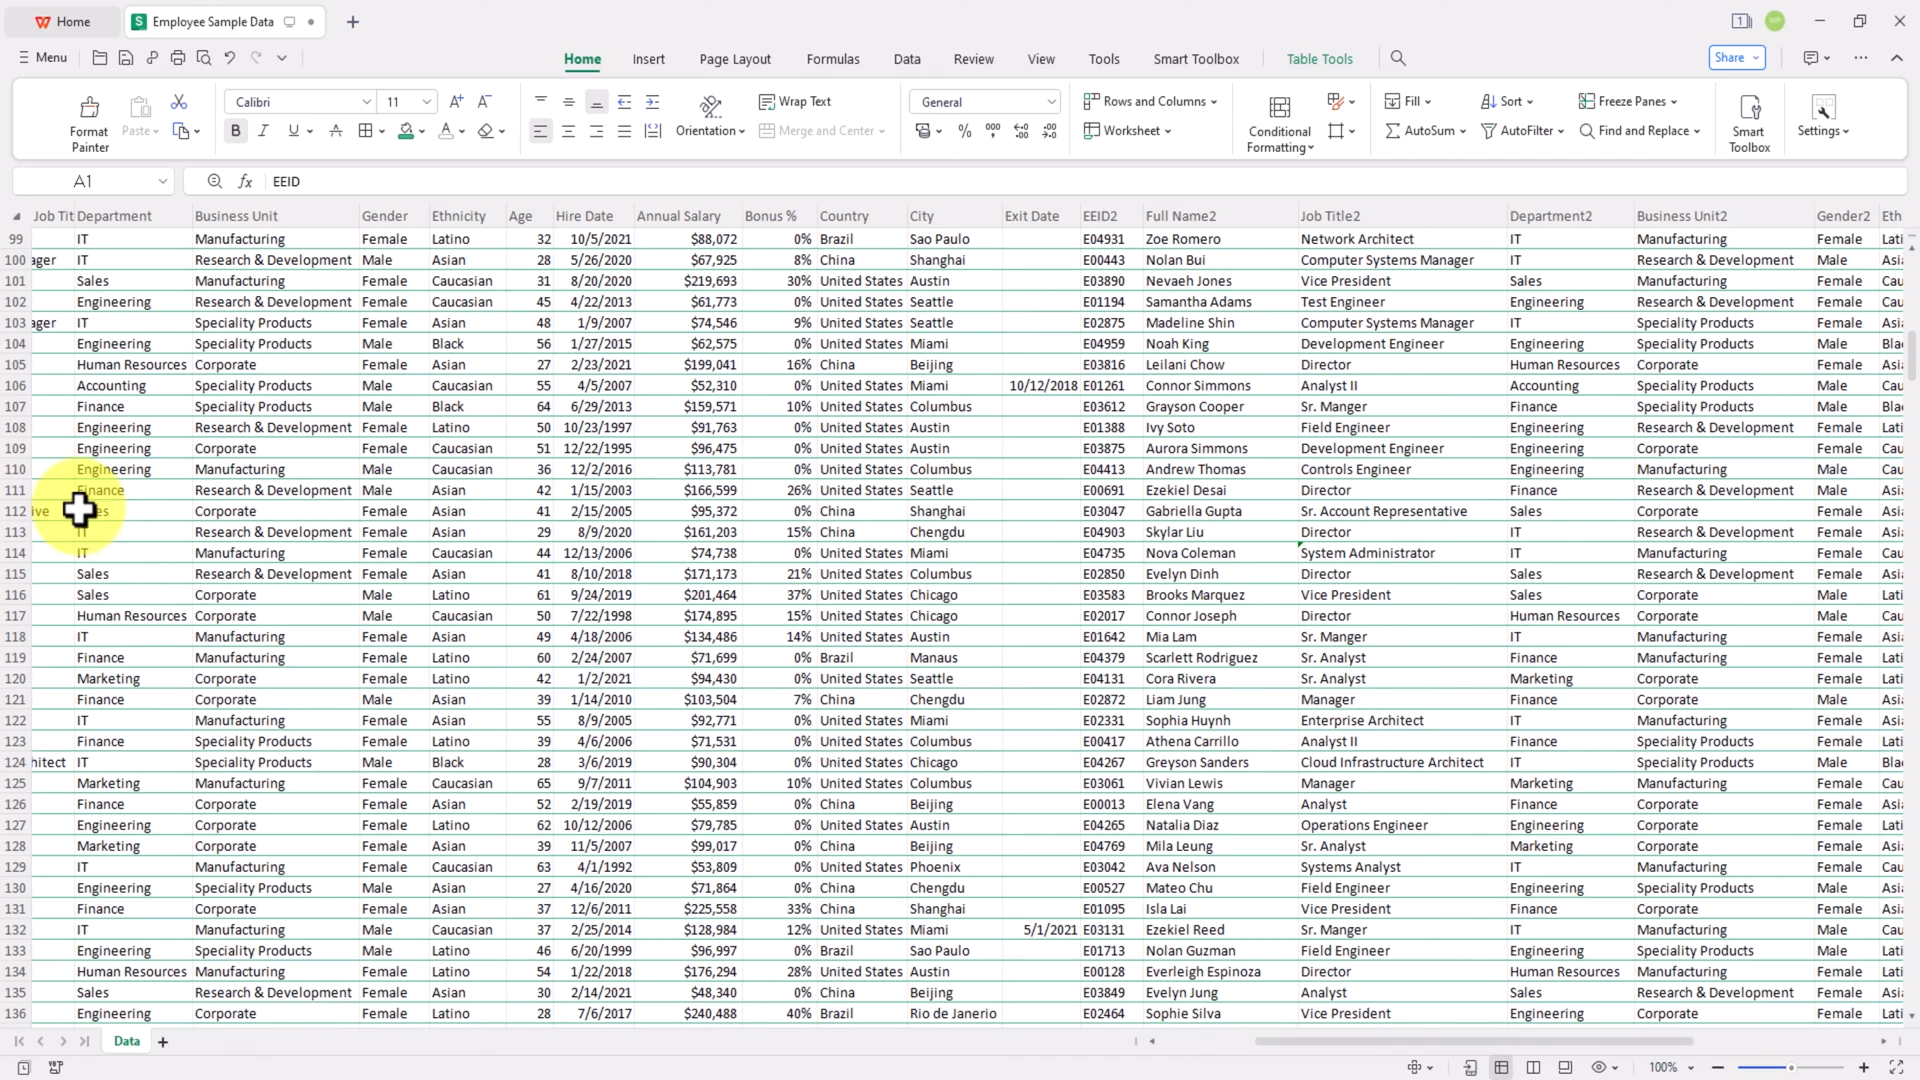 Home Employee Sample Data
Menu Home Insert Page Layout Formulas Data Review View Tools Smart Toolbox Table Tools Share
Format Painter Paste Calibri 11 Orientation Wrap Text Merge and Center General Rows and Columns Worksheet Conditional Formatting Fill AutoSum Sort AutoFilter Freeze Panes Find and Replace Smart Toolbox Settings
A1 fx EEID
Job Tit Department Business Unit Gender Ethnicity Age Hire Date Annual Salary Bonus % Country City Exit Date EEID2 Full Name2 Job Title2 Department2 Business Unit2 Gender2 Eth
99 IT Manufacturing Female Latino 32 10/5/2021 $88,072 0% Brazil Sao Paulo E04931 Zoe Romero Network Architect IT Manufacturing Female Lati
100 ager IT Research & Development Male Asian 28 5/26/2020 $67,925 8% China Shanghai E00443 Nolan Bui Computer Systems Manager IT Research & Development Male Asi
101 Sales Manufacturing Female Caucasian 31 8/20/2020 $219,693 30% United States Austin E03890 Nevaeh Jones Vice President Sales Manufacturing Female Cau
102 Engineering Research & Development Female Caucasian 45 4/22/2013 $61,773 0% United States Seattle E01194 Samantha Adams Test Engineer Engineering Research & Development Female Cau
103 ager IT Speciality Products Female Asian 48 1/9/2007 $74,546 9% United States Seattle E02875 Madeline Shin Computer Systems Manager IT Speciality Products Female Asi
104 Engineering Speciality Products Male Black 56 1/27/2015 $62,575 0% United States Miami E04959 Noah King Development Engineer Engineering Speciality Products Male Bla
105 Human Resources Corporate Female Asian 27 2/23/2021 $199,041 16% China Beijing E03816 Leilani Chow Director Human Resources Corporate Female Asi
106 Accounting Speciality Products Male Caucasian 55 4/5/2007 $52,310 0% United States Miami 10/12/2018 E01261 Connor Simmons Analyst II Accounting Speciality Products Male Cau
107 Finance Speciality Products Male Black 64 6/29/2013 $159,571 10% United States Columbus E03612 Grayson Cooper Sr. Manger Finance Speciality Products Male Bla
108 Engineering Research & Development Female Latino 50 10/23/1997 $91,763 0% United States Austin E01388 Ivy Soto Field Engineer Engineering Research & Development Female Lati
109 Engineering Corporate Female Caucasian 51 12/22/1995 $96,475 0% United States Austin E03875 Aurora Simmons Development Engineer Engineering Corporate Female Cau
110 Engineering Manufacturing Male Caucasian 36 12/2/2016 $113,781 0% United States Columbus E04413 Andrew Thomas Controls Engineer Engineering Manufacturing Male Cau
111 Finance Research & Development Male Asian 42 1/15/2003 $166,599 26% United States Seattle E00691 Ezekiel Desai Director Finance Research & Development Male Asi
112 ive es Corporate Female Asian 41 2/15/2005 $95,372 0% China Shanghai E03047 Gabriella Gupta Sr. Account Representative Sales Corporate Female Asi
113 IT Research & Development Female Asian 29 8/9/2020 $161,203 15% China Chengdu E04903 Skylar Liu Director IT Research & Development Female Asi
114 IT Manufacturing Female Caucasian 44 12/13/2006 $74,738 0% United States Miami E04735 Nova Coleman System Administrator IT Manufacturing Female Cau
115 Sales Research & Development Female Asian 41 8/10/2018 $171,173 21% United States Columbus E02850 Evelyn Dinh Director Sales Research & Development Female Asi
116 Sales Corporate Male Latino 61 9/24/2019 $201,464 37% United States Chicago E03583 Brooks Marquez Vice President Sales Corporate Male Lati
117 Human Resources Corporate Male Caucasian 50 7/22/1998 $174,895 15% United States Chicago E02017 Connor Joseph Director Human Resources Corporate Male Cau
118 IT Manufacturing Female Asian 49 4/18/2006 $134,486 14% United States Austin E01642 Mia Lam Sr. Manger IT Manufacturing Female Asi
119 Finance Manufacturing Female Latino 60 2/24/2007 $71,699 0% Brazil Manaus E04379 Scarlett Rodriguez Sr. Analyst Finance Manufacturing Female Lati
120 Marketing Corporate Female Latino 42 1/2/2021 $94,430 0% United States Seattle E04131 Cora Rivera Sr. Analyst Marketing Corporate Female Lati
121 Finance Corporate Male Asian 39 1/14/2010 $103,504 7% China Chengdu E02872 Liam Jung Manager Finance Corporate Male Asi
122 IT Manufacturing Female Asian 55 8/9/2005 $92,771 0% United States Miami E02331 Sophia Huynh Enterprise Architect IT Manufacturing Female Asi
123 Finance Speciality Products Female Latino 39 4/6/2006 $71,531 0% United States Columbus E00417 Athena Carrillo Analyst II Finance Speciality Products Female Lati
124 hitect IT Speciality Products Male Black 28 3/6/2019 $90,304 0% United States Chicago E04267 Greyson Sanders Cloud Infrastructure Architect IT Speciality Products Male Bla
125 Marketing Manufacturing Female Caucasian 65 9/7/2011 $104,903 10% United States Columbus E03061 Vivian Lewis Manager Marketing Manufacturing Female Cau
126 Finance Corporate Female Asian 52 2/19/2019 $55,859 0% China Beijing E00013 Elena Vang Analyst Finance Corporate Female Asi
127 Engineering Corporate Female Latino 62 10/12/2006 $79,785 0% United States Austin E04265 Natalia Diaz Operations Engineer Engineering Corporate Female Lati
128 Marketing Corporate Female Asian 39 11/5/2007 $99,017 0% China Beijing E04769 Mila Leung Sr. Analyst Marketing Corporate Female Asi
129 IT Manufacturing Female Caucasian 63 4/1/1992 $53,809 0% United States Phoenix E03042 Ava Nelson Systems Analyst IT Manufacturing Female Cau
130 Engineering Speciality Products Male Asian 27 4/16/2020 $71,864 0% China Chengdu E00527 Mateo Chu Field Engineer Engineering Speciality Products Male Asi
131 Finance Corporate Female Asian 37 12/6/2011 $225,558 33% China Shanghai E01095 Isla Lai Vice President Finance Corporate Female Asi
132 IT Manufacturing Male Caucasian 37 2/25/2014 $128,984 12% United States Miami 5/1/2021 E03131 Ezekiel Reed Sr. Manger IT Manufacturing Male Cau
133 Engineering Speciality Products Male Latino 46 6/20/1999 $96,997 0% Brazil Sao Paulo E01713 Nolan Guzman Field Engineer Engineering Speciality Products Male Lati
134 Human Resources Manufacturing Female Latino 54 1/22/2018 $176,294 28% United States Austin E00128 Everleigh Espinoza Director Human Resources Manufacturing Female Lati
135 Sales Research & Development Female Asian 30 2/14/2021 $48,340 0% China Beijing E03849 Evelyn Jung Analyst Sales Research & Development Female Asi
136 Engineering Corporate Female Latino 28 7/6/2017 $240,488 40% Brazil Rio de Janerio E02464 Sophie Silva Vice President Engineering Corporate Female Lati
Data
100%